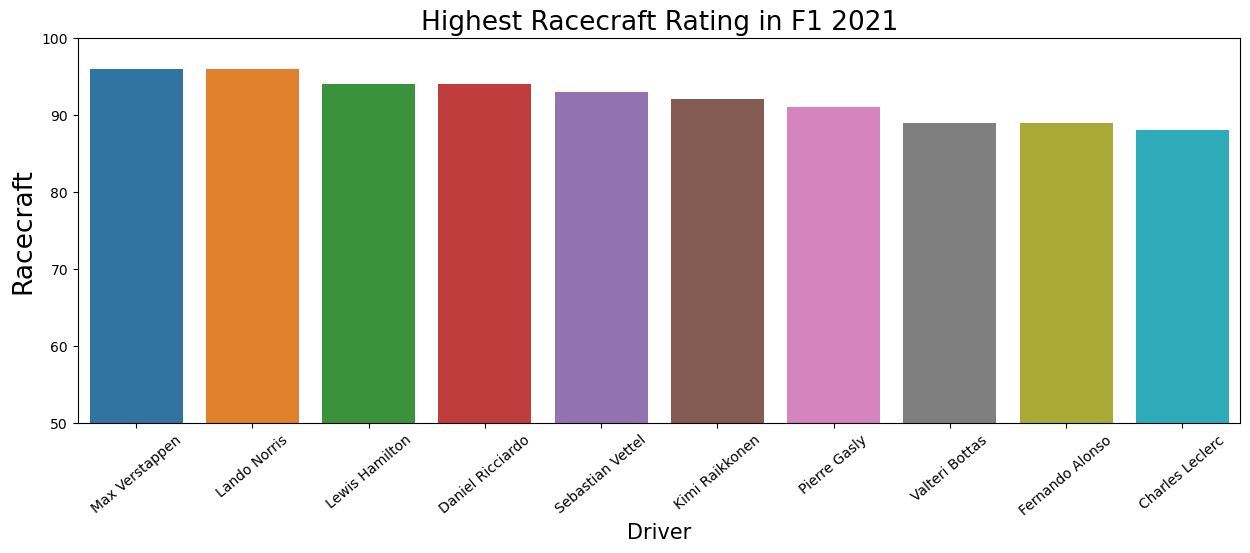 Highest Racecraft Rating in F1 2021
Racecraft
100
90
80
70
60
50
Max Verstappen
Lando Norris
Lewis Hamilton
Daniel Ricciardo
Sebastian Vettel
Kimi Raikkonen
Pierre Gasly
Valteri Bottas
Fernando Alonso
Charles Leclerc
Driver